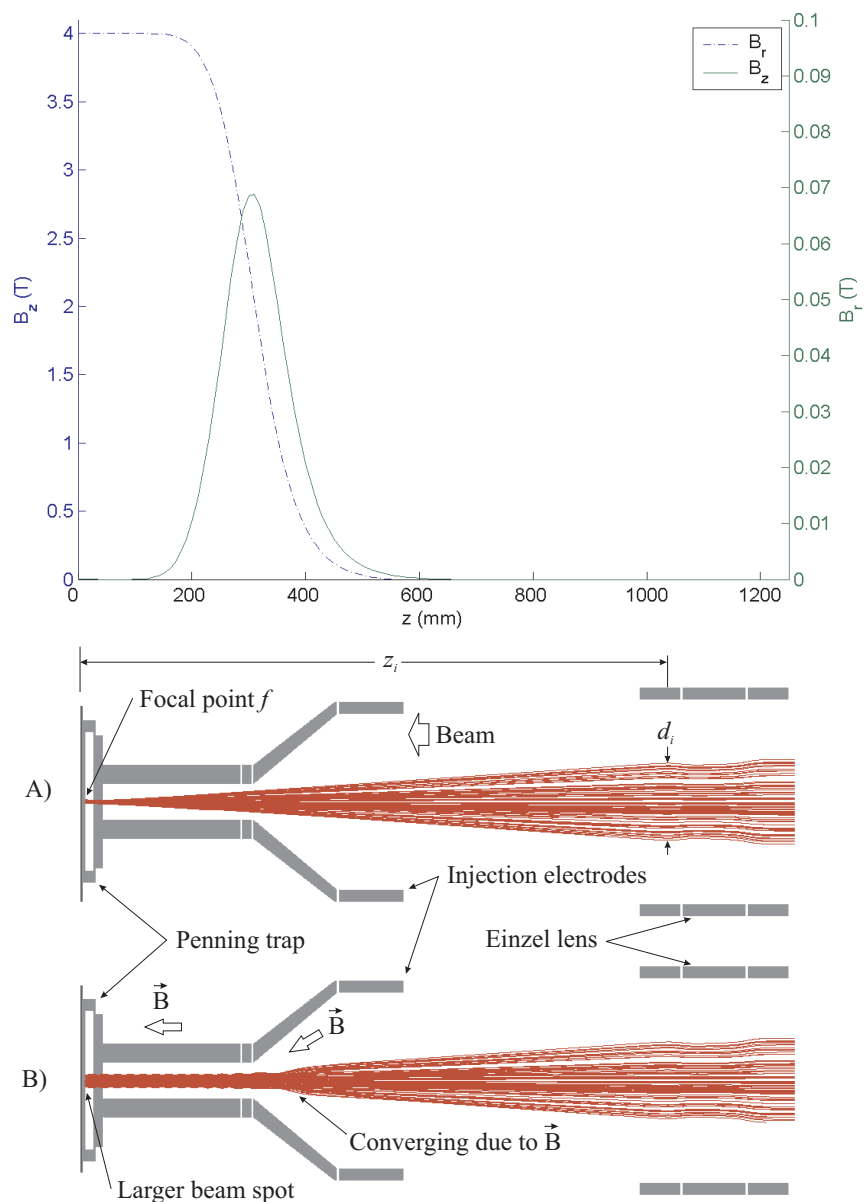 4
3.5
3
2.5
2
1.5
1
0.5
0
B_z (T)
0 200 400 600 800 1000 1200
z (mm)
0.1
0.09
0.08
0.07
0.06
0.05
0.04
0.03
0.02
0.01
0
B_r (T)
B_r
B_z
z_i
Focal point f
Beam
d_i
A)
Injection electrodes
Penning trap
Einzel lens
B
B
B)
Converging due to B
Larger beam spot